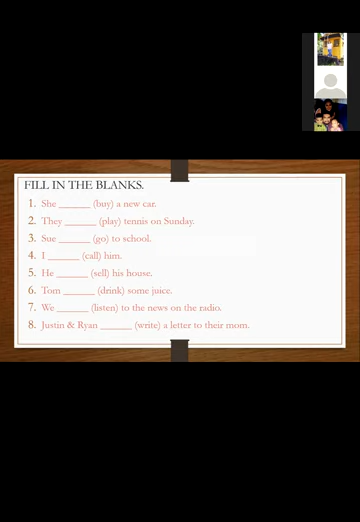 FILL IN THE BLANKS.
1. She ______ (buy) a new car.
2. They ______ (play) tennis on Sunday.
3. Sue ______ (go) to school.
4. I ______ (call) him.
5. He ______ (sell) his house.
6. Tom ______ (drink) some juice.
7. We ______ (listen) to the news on the radio.
8. Justin & Ryan ______ (write) a letter to their mom.